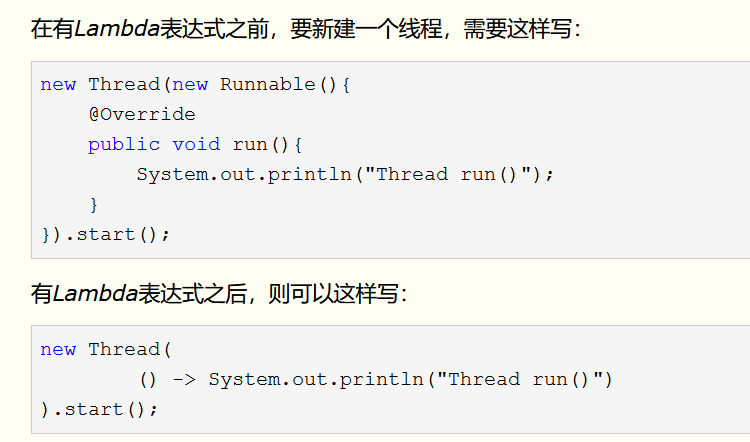 在有Lambda表达式之前，要新建一个线程，需要这样写：
new Thread(new Runnable(){
    @Override
    public void run(){
        System.out.println("Thread run()");
    }
}).start();
有Lambda表达式之后，则可以这样写：
new Thread(
        () -> System.out.println("Thread run()")
).start();